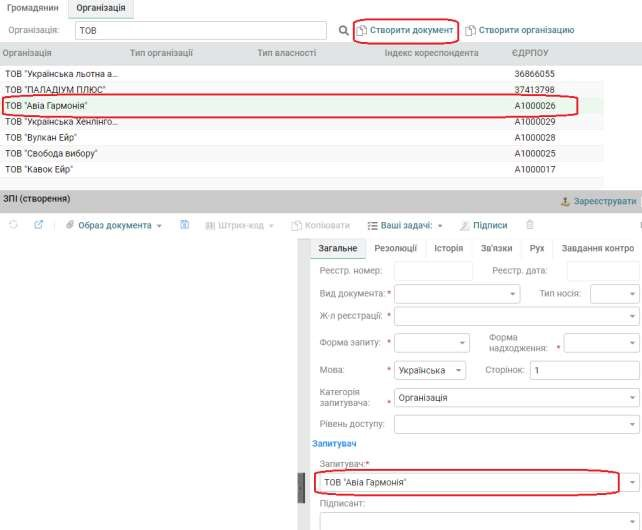 Громадянин Організація
Організація: ТОВ Створити документ Створити організацію
Організація Тип організації Тип власності Індекс кореспондента ЄДРПОУ
ТОВ "Українська льотна а... 36866055
ТОВ "ПАЛАДІУМ ПЛЮС" 37413798
ТОВ "Авіа Гармонія" A1000026
ТОВ "Українська Хенлінго... A1000029
ТОВ "Вулкан Ейр" A1000028
ТОВ "Свобода вибору" A1000025
ТОВ "Кавок Ейр" A1000017
ЗПІ (створення) Зареєструвати
Образ документа Штрих-код Копіювати Ваші задачі: Підписи
Загальне Резолюції Історія Зв'язки Рух Завдання контро
Реєстр. номер: Реєстр. дата:
Вид документа: * Тип носія:
Ж-л реєстрації: *
Форма запиту: * Форма надходження: *
Мова: * Українська Сторінок: 1
Категорія запитувача: * Організація
Рівень доступу:
Запитувач
Запитувач:*
ТОВ "Авіа Гармонія"
Підписант: